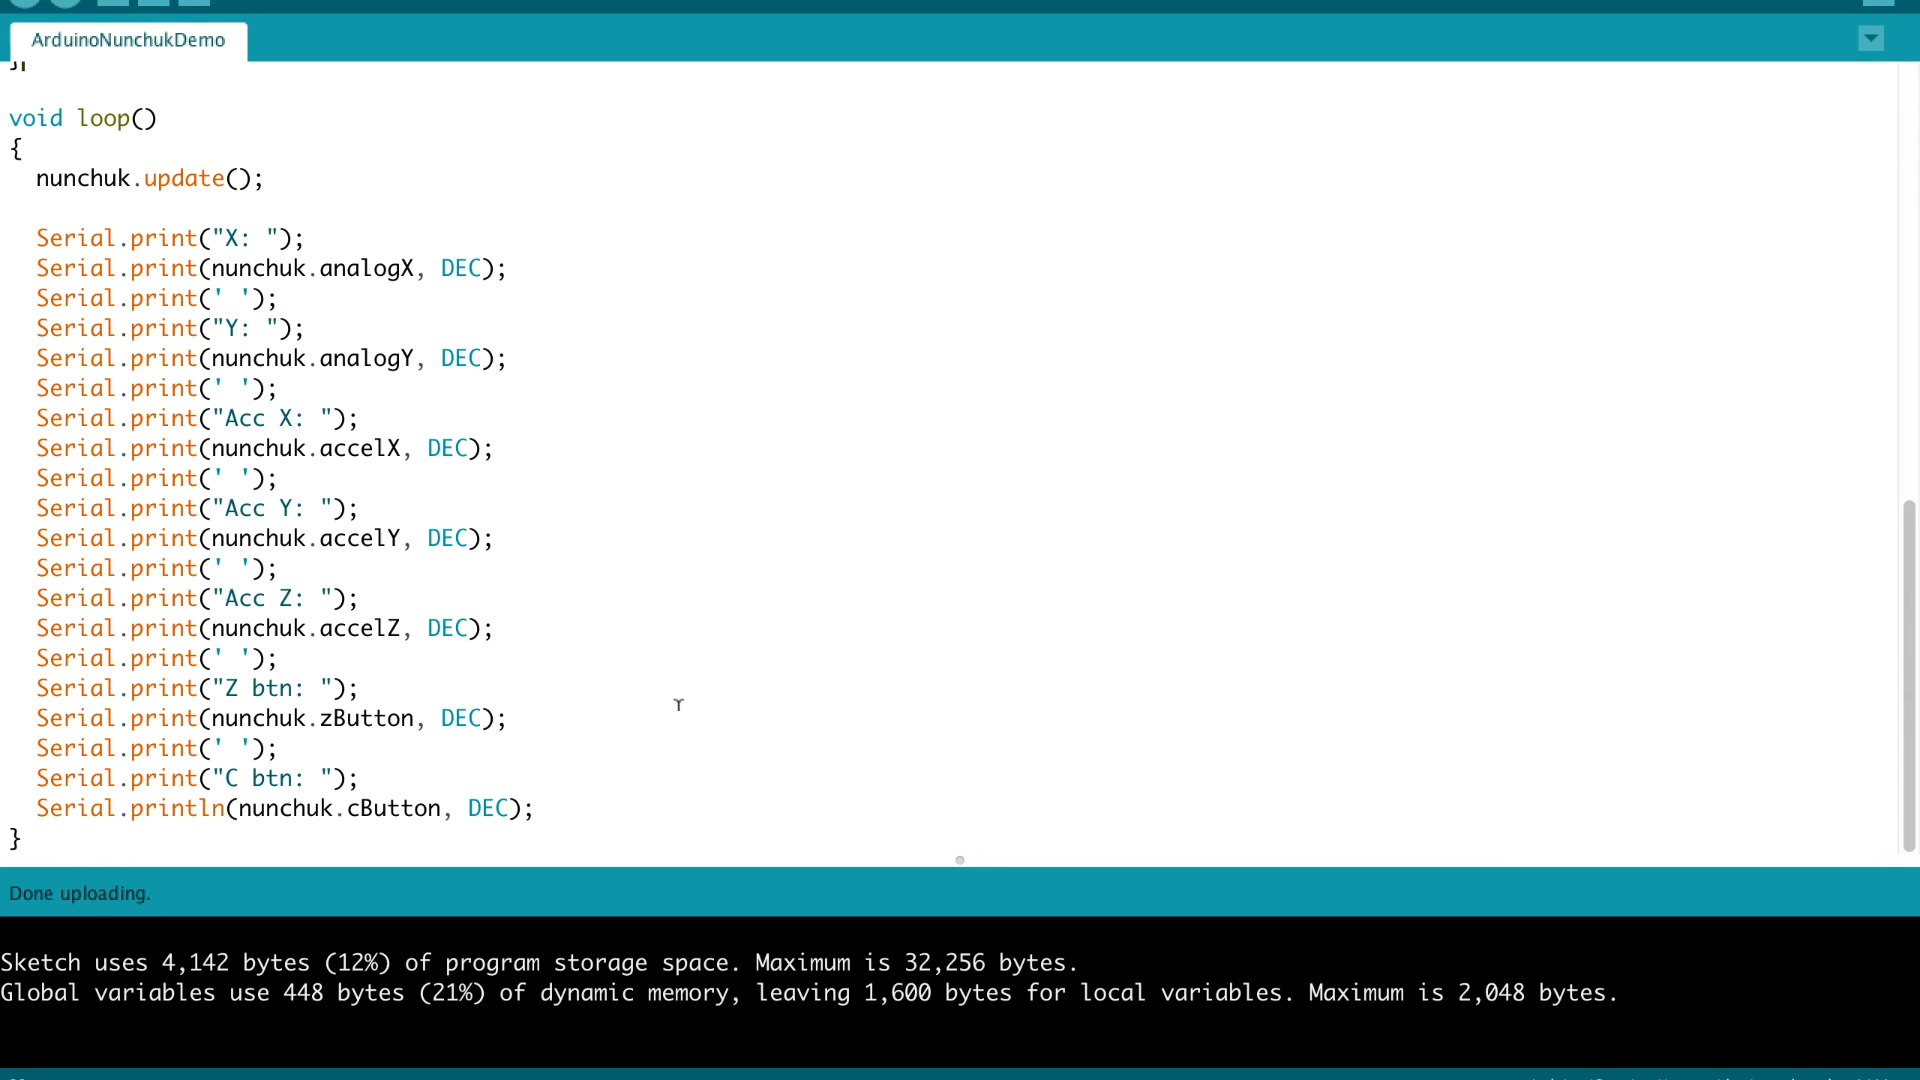 ArduinoNunchukDemo
}
void loop()
{
  nunchuk.update();
  Serial.print("X: ");
  Serial.print(nunchuk.analogX, DEC);
  Serial.print(' ');
  Serial.print("Y: ");
  Serial.print(nunchuk.analogY, DEC);
  Serial.print(' ');
  Serial.print("Acc X: ");
  Serial.print(nunchuk.accelX, DEC);
  Serial.print(' ');
  Serial.print("Acc Y: ");
  Serial.print(nunchuk.accelY, DEC);
  Serial.print(' ');
  Serial.print("Acc Z: ");
  Serial.print(nunchuk.accelZ, DEC);
  Serial.print(' ');
  Serial.print("Z btn: ");
  Serial.print(nunchuk.zButton, DEC);
  Serial.print(' ');
  Serial.print("C btn: ");
  Serial.println(nunchuk.cButton, DEC);
}
Done uploading.
Sketch uses 4,142 bytes (12%) of program storage space. Maximum is 32,256 bytes.
Global variables use 448 bytes (21%) of dynamic memory, leaving 1,600 bytes for local variables. Maximum is 2,048 bytes.